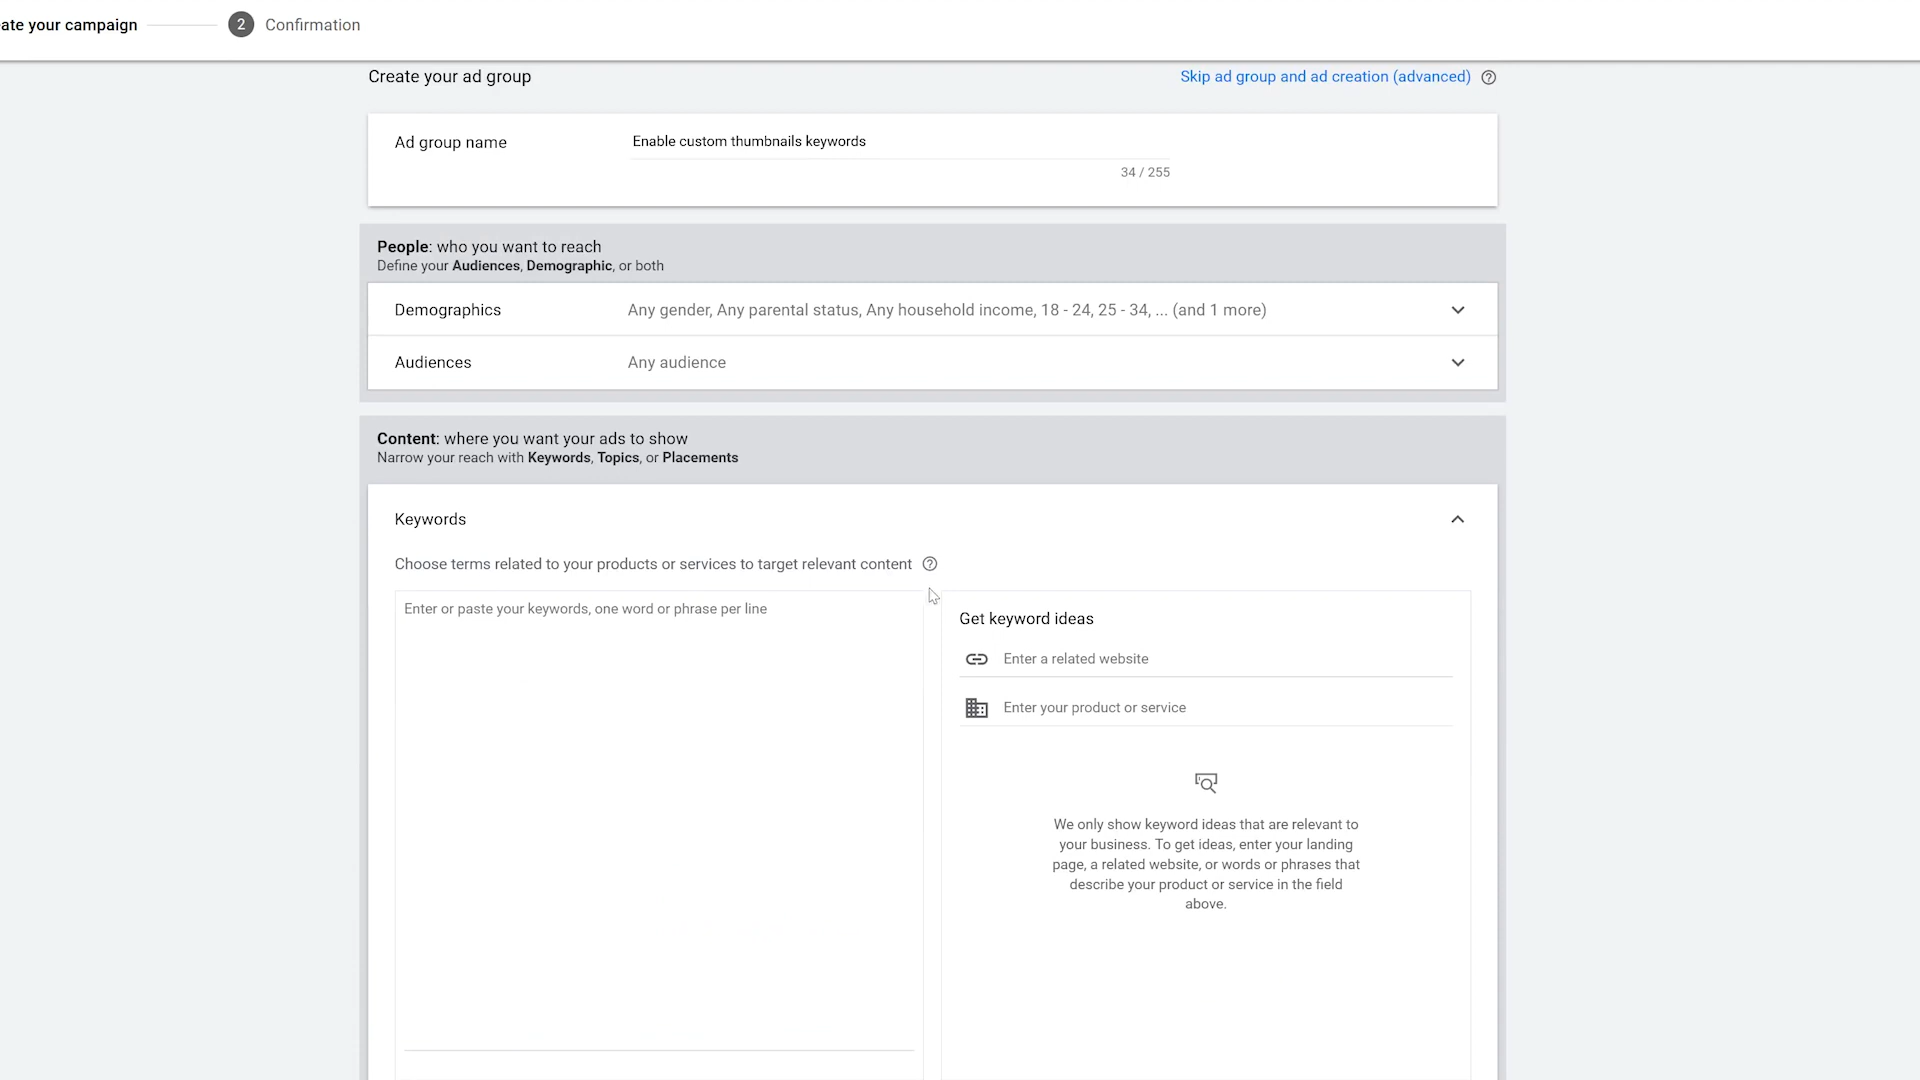 ate your campaign
2 Confirmation
Create your ad group
Skip ad group and ad creation (advanced)
Ad group name
Enable custom thumbnails keywords
34 / 255
People: who you want to reach
Define your Audiences, Demographic, or both
Demographics
Any gender, Any parental status, Any household income, 18 - 24, 25 - 34, ... (and 1 more)
Audiences
Any audience
Content: where you want your ads to show
Narrow your reach with Keywords, Topics, or Placements
Keywords
Choose terms related to your products or services to target relevant content
Enter or paste your keywords, one word or phrase per line
Get keyword ideas
Enter a related website
Enter your product or service
We only show keyword ideas that are relevant to
your business. To get ideas, enter your landing
page, a related website, or words or phrases that
describe your product or service in the field
above.